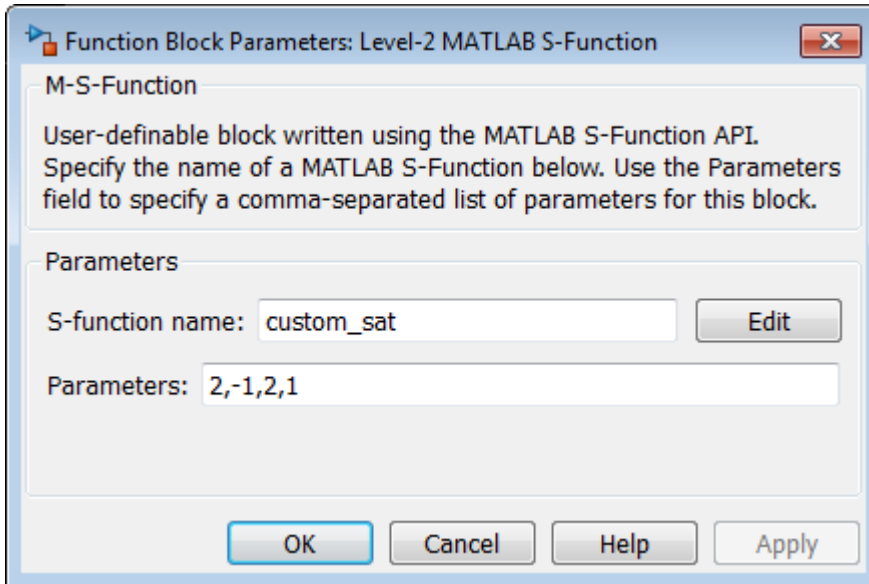 Function Block Parameters: Level-2 MATLAB S-Function
M-S-Function
User-definable block written using the MATLAB S-Function API.
Specify the name of a MATLAB S-Function below. Use the Parameters
field to specify a comma-separated list of parameters for this block.
Parameters
S-function name: custom_sat Edit
Parameters: 2,-1,2,1
OK Cancel Help Apply